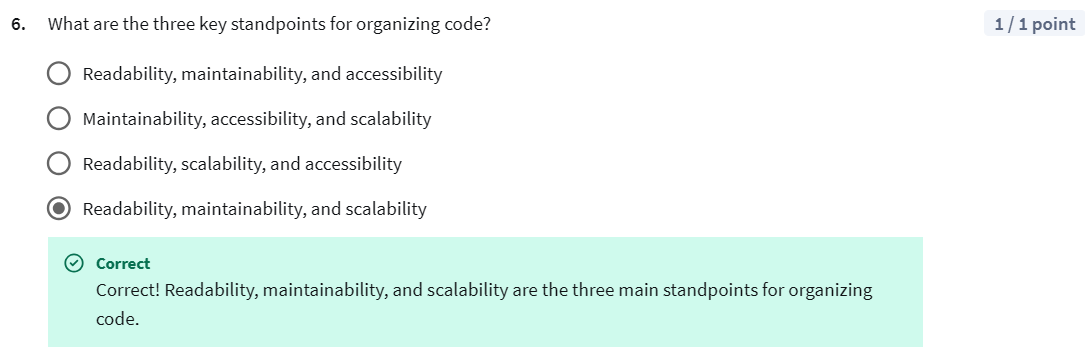 6. What are the three key standpoints for organizing code? 1 / 1 point
Readability, maintainability, and accessibility
Maintainability, accessibility, and scalability
Readability, scalability, and accessibility
Readability, maintainability, and scalability
Correct
Correct! Readability, maintainability, and scalability are the three main standpoints for organizing
code.